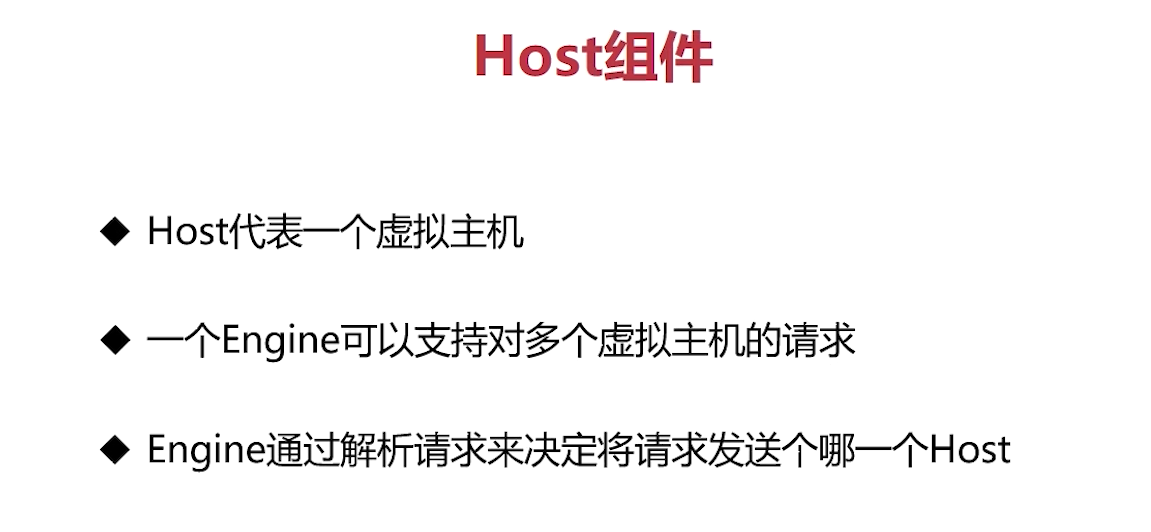 Host组件
◆ Host代表一个虚拟主机
◆ 一个Engine可以支持对多个虚拟主机的请求
◆ Engine通过解析请求来决定将请求发送个哪一个Host